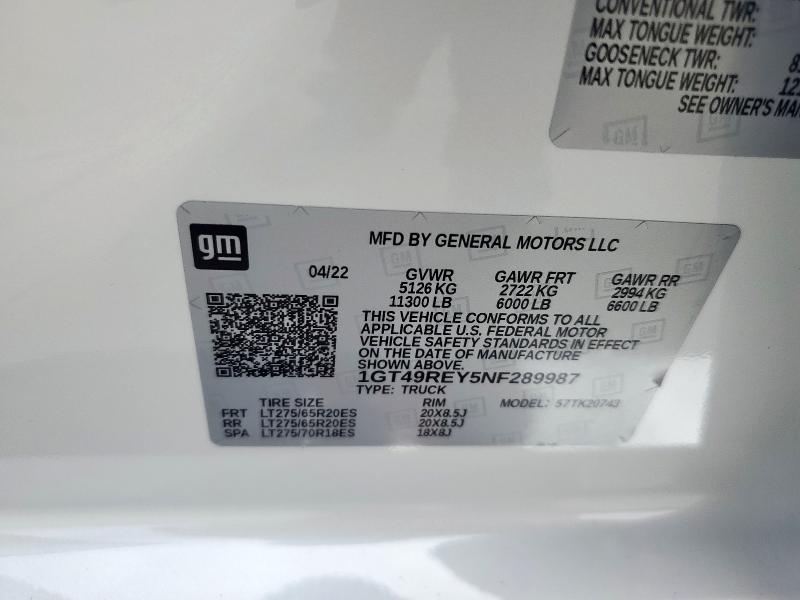 CONVENTIONAL TWR:
MAX TONGUE WEIGHT:
GOOSENECK TWR:
MAX TONGUE WEIGHT:
SEE OWNER'S
gm
MFD BY GENERAL MOTORS LLC
04/22 GVWR GAWR FRT GAWR RR
5126 KG 2722 KG 2994 KG
11300 LB 6000 LB 6600 LB
THIS VEHICLE CONFORMS TO ALL
APPLICABLE U.S. FEDERAL MOTOR
VEHICLE SAFETY STANDARDS IN EFFECT
ON THE DATE OF MANUFACTURE
SHOWN ABOVE.
1GT49REY5NF289987
TYPE: TRUCK
TIRE SIZE RIM MODEL: 57TK20743
FRT LT275/65R20ES 20X8.5J
RR LT275/65R20ES 20X8.5J
SPA LT275/70R18ES 18X8J